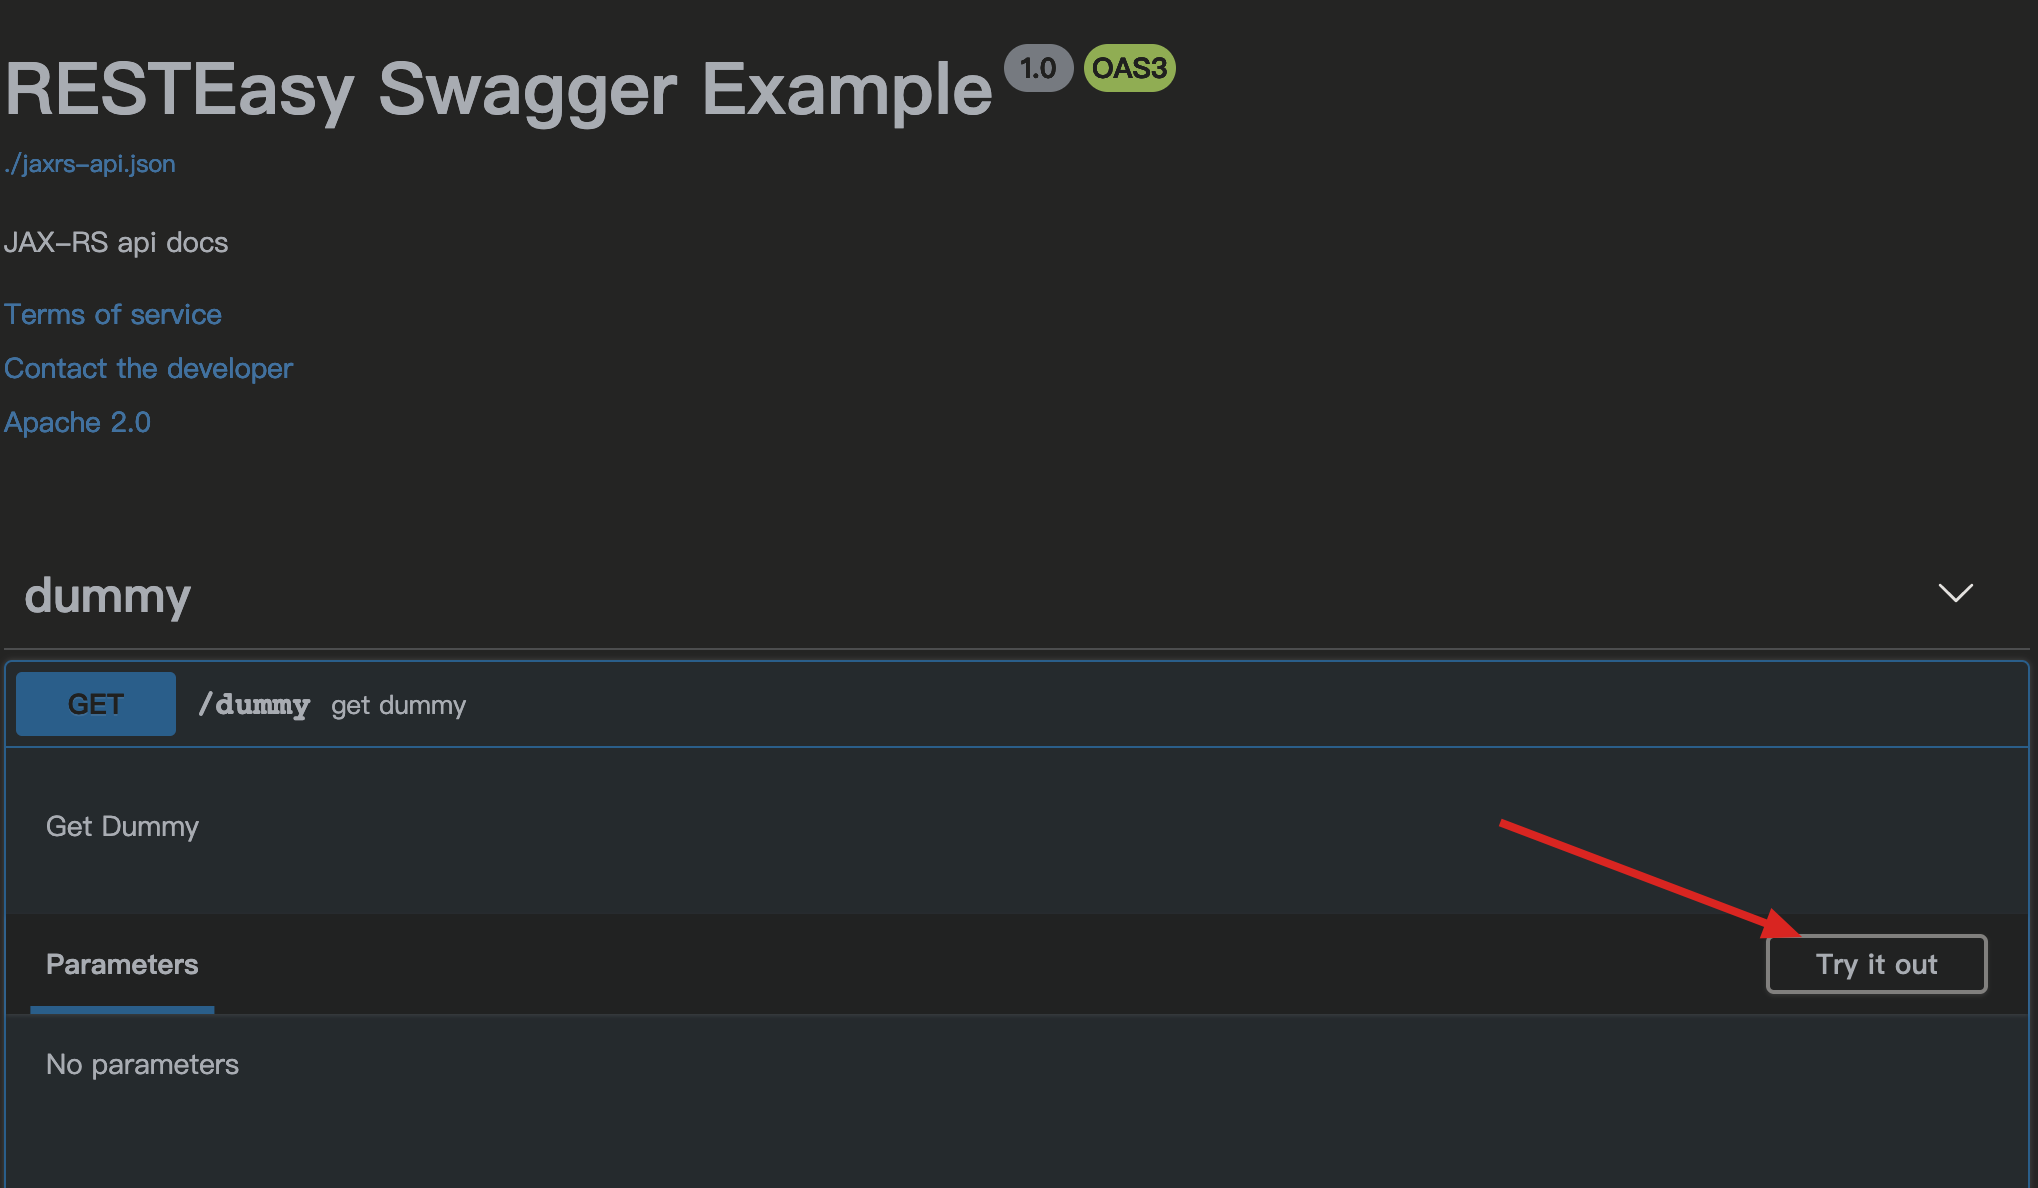 RESTEasy Swagger Example 1.0 OAS3
./jaxrs-api.json
JAX-RS api docs
Terms of service
Contact the developer
Apache 2.0
dummy
GET /dummy get dummy
Get Dummy
Parameters Try it out
No parameters